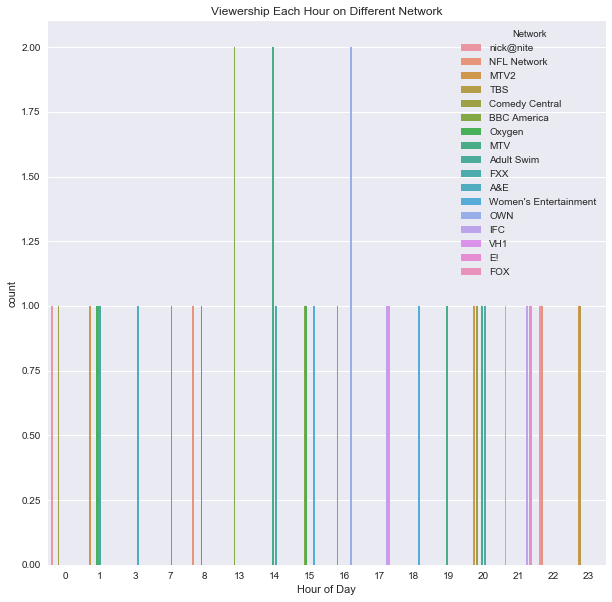 Viewership Each Hour on Different Network
2.00
1.75
1.50
1.25
1.00
0.75
0.50
0.25
0.00
count
Network
nick@nite
NFL Network
MTV2
TBS
Comedy Central
BBC America
Oxygen
MTV
Adult Swim
FXX
A&E
Women's Entertainment
OWN
IFC
VH1
E!
FOX
0 1 3 7 8 13 14 15 16 17 18 19 20 21 22 23
Hour of Day